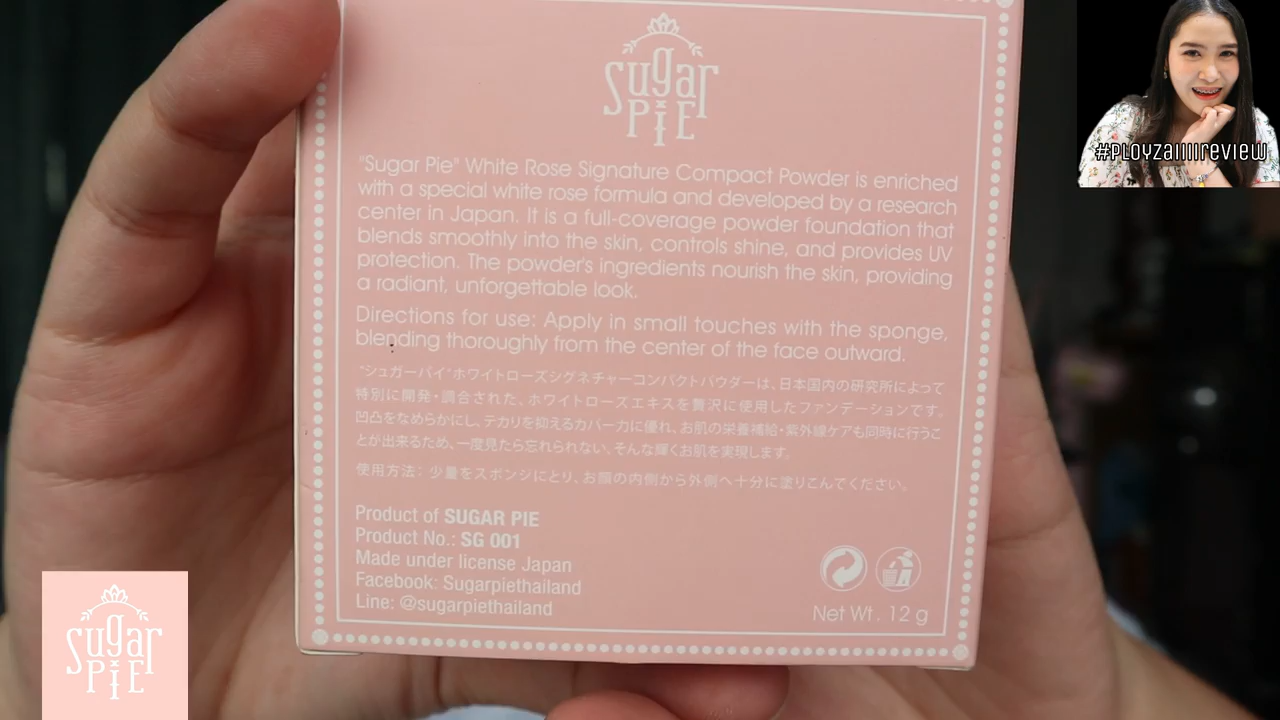 sugar
PIE
"Sugar Pie" White Rose Signature Compact Powder is enriched
with a special white rose formula and developed by a research
center in Japan. It is a full-coverage powder foundation that
blends smoothly into the skin, controls shine, and provides UV
protection. The powder's ingredients nourish the skin, providing
a radiant, unforgettable look.
Directions for use: Apply in small touches with the sponge,
blending thoroughly from the center of the face outward.
"シュガーパイ"ホワイトローズシグネチャーコンパクトパウダーは、日本国内の研究所によって
特別に開発・調合された、ホワイトローズエキスを贅沢に使用したファンデーションです。
凹凸をなめらかにし、テカリを抑えるカバー力に優れ、お肌の栄養補給・紫外線ケアも同時に行うこ
とが出来るため、一度見たら忘れられない、そんな輝くお肌を実現します。
使用方法: 少量をスポンジにとり、お顔の内側から外側へ十分に塗りこんでください。
Product of SUGAR PIE
Product No.: SG 001
Made under license Japan
Facebook: Sugarpiethailand
Line: @sugarpiethailand
Net Wt. 12 g
#PLOYZAIIIIREVIEW
sugar
PIE